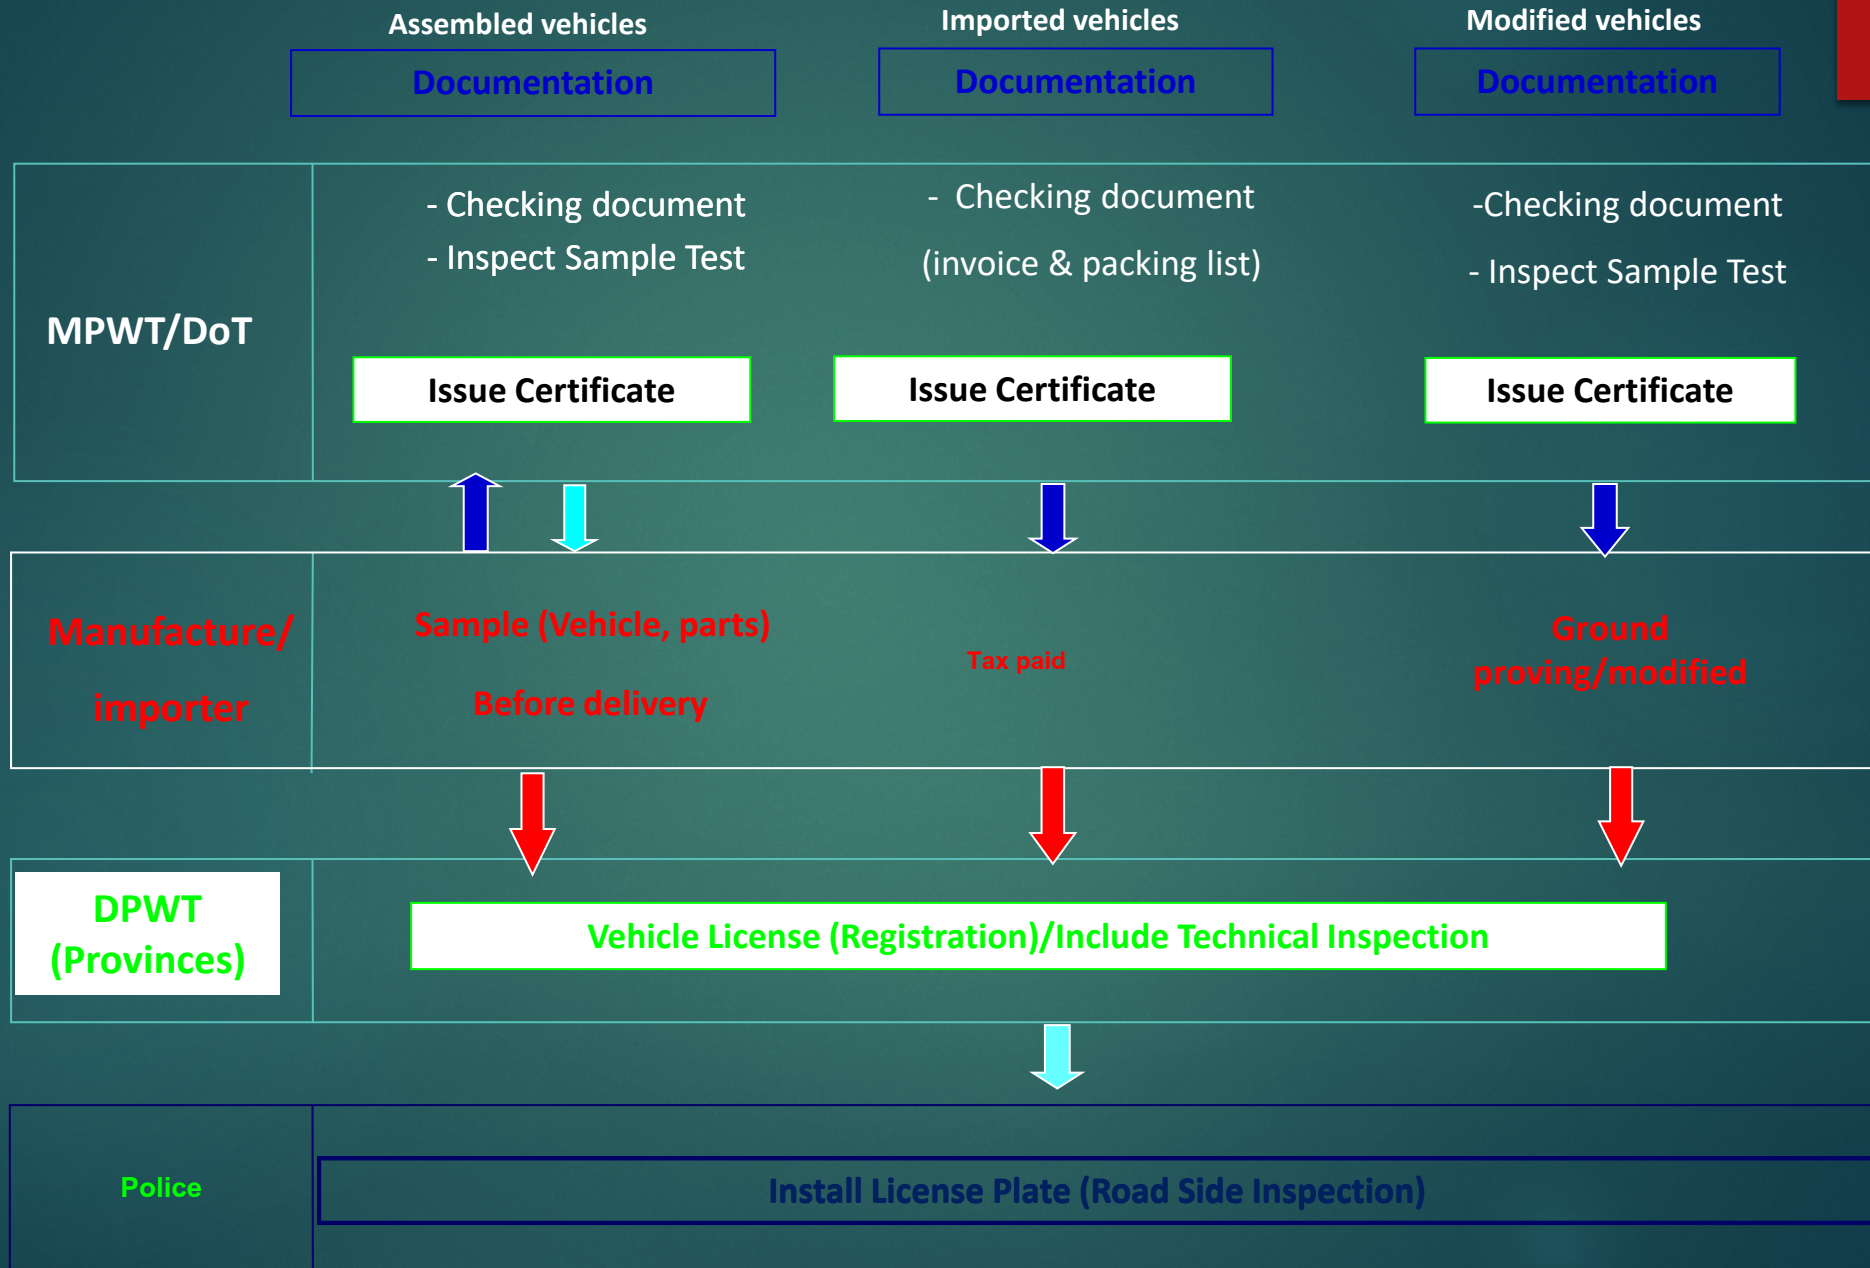 Assembled vehicles
Imported vehicles
Modified vehicles
Documentation
Documentation
Documentation
MPWT/DoT
- Checking document
- Inspect Sample Test
- Checking document
(invoice & packing list)
-Checking document
- Inspect Sample Test
Issue Certificate
Issue Certificate
Issue Certificate
Manufacture/
importer
Sample (Vehicle, parts)
Before delivery
Tax paid
Ground
proving/modified
DPWT
(Provinces)
Vehicle License (Registration)/Include Technical Inspection
Police
Install License Plate (Road Side Inspection)